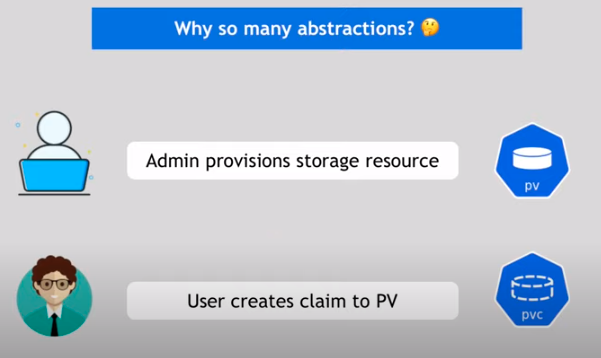 Why so many abstractions? 🤔
Admin provisions storage resource
pv
User creates claim to PV
pvc